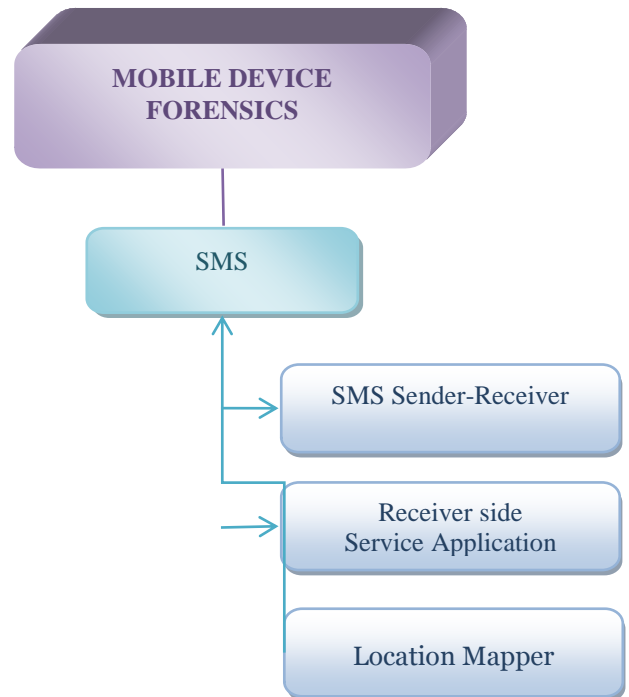 MOBILE DEVICE
FORENSICS
SMS
SMS Sender-Receiver
Receiver side
Service Application
Location Mapper